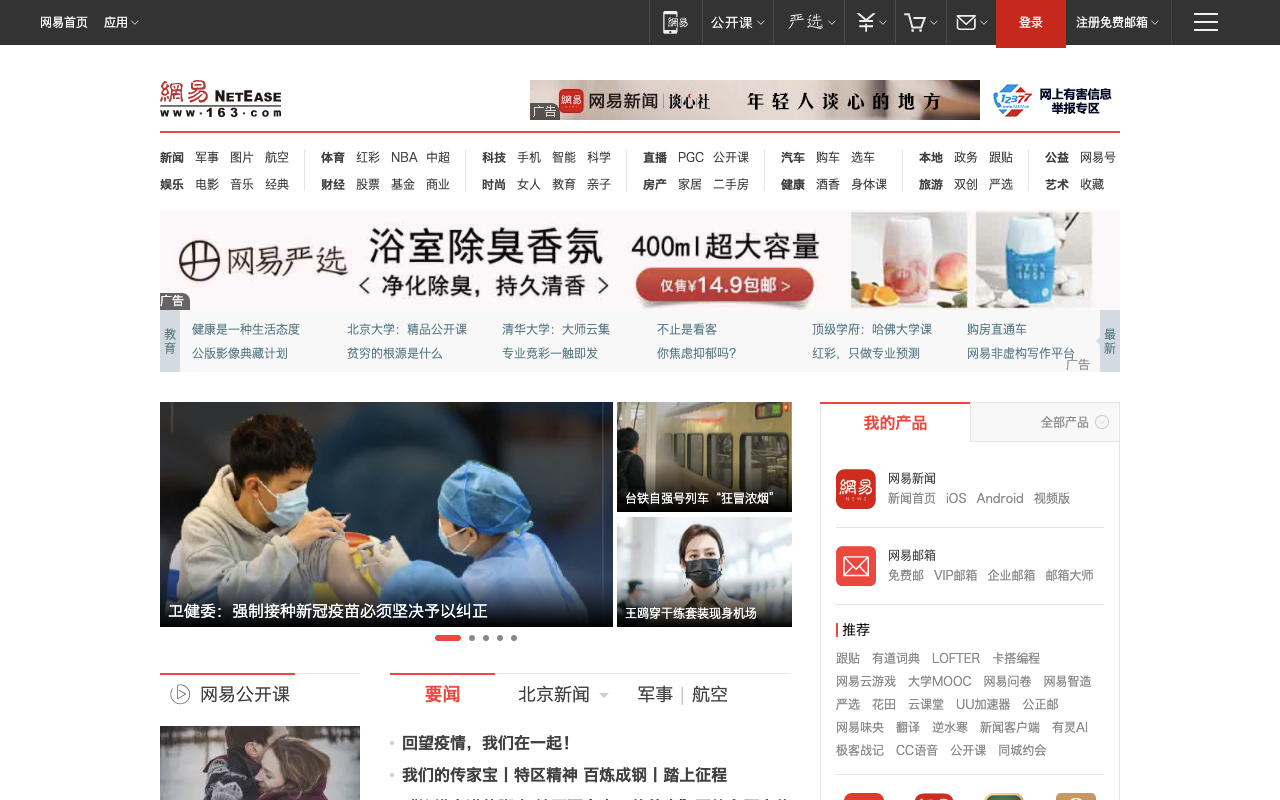 网易首页 应用 網易 公开课 严选 登录 注册免费邮箱
網易 NETEASE
www·163·com
广告 網易 网易新闻 谈心社 年轻人谈心的地方
12377 网上有害信息
举报专区
新闻 军事 图片 航空 体育 红彩 NBA 中超 科技 手机 智能 科学 直播 PGC 公开课 汽车 购车 选车 本地 政务 跟贴 公益 网易号
娱乐 电影 音乐 经典 财经 股票 基金 商业 时尚 女人 教育 亲子 房产 家居 二手房 健康 酒香 身体课 旅游 双创 严选 艺术 收藏
网易严选 浴室除臭香氛 400ml超大容量
< 净化除臭，持久清香 > 仅售¥14.9包邮 >
广告
教育 健康是一种生活态度 北京大学：精品公开课 清华大学：大师云集 不止是看客 顶级学府：哈佛大学课 购房直通车 最新
公版影像典藏计划 贫穷的根源是什么 专业竞彩一触即发 你焦虑抑郁吗? 红彩，只做专业预测 网易非虚构写作平台
广告
卫健委：强制接种新冠疫苗必须坚决予以纠正
台铁自强号列车“狂冒浓烟”
王鸥穿干练套装现身机场
我的产品 全部产品
網易 NEWS
网易新闻
新闻首页 iOS Android 视频版
网易邮箱
免费邮 VIP邮箱 企业邮箱 邮箱大师
推荐
跟贴 有道词典 LOFTER 卡搭编程
网易云游戏 大学MOOC 网易问卷 网易智造
严选 花田 云课堂 UU加速器 公正邮
网易味央 翻译 逆水寒 新闻客户端 有灵AI
极客战记 CC语音 公开课 同城约会
网易公开课
要闻 北京新闻 军事 | 航空
回望疫情，我们在一起！
我们的传家宝丨特区精神 百炼成钢丨踏上征程